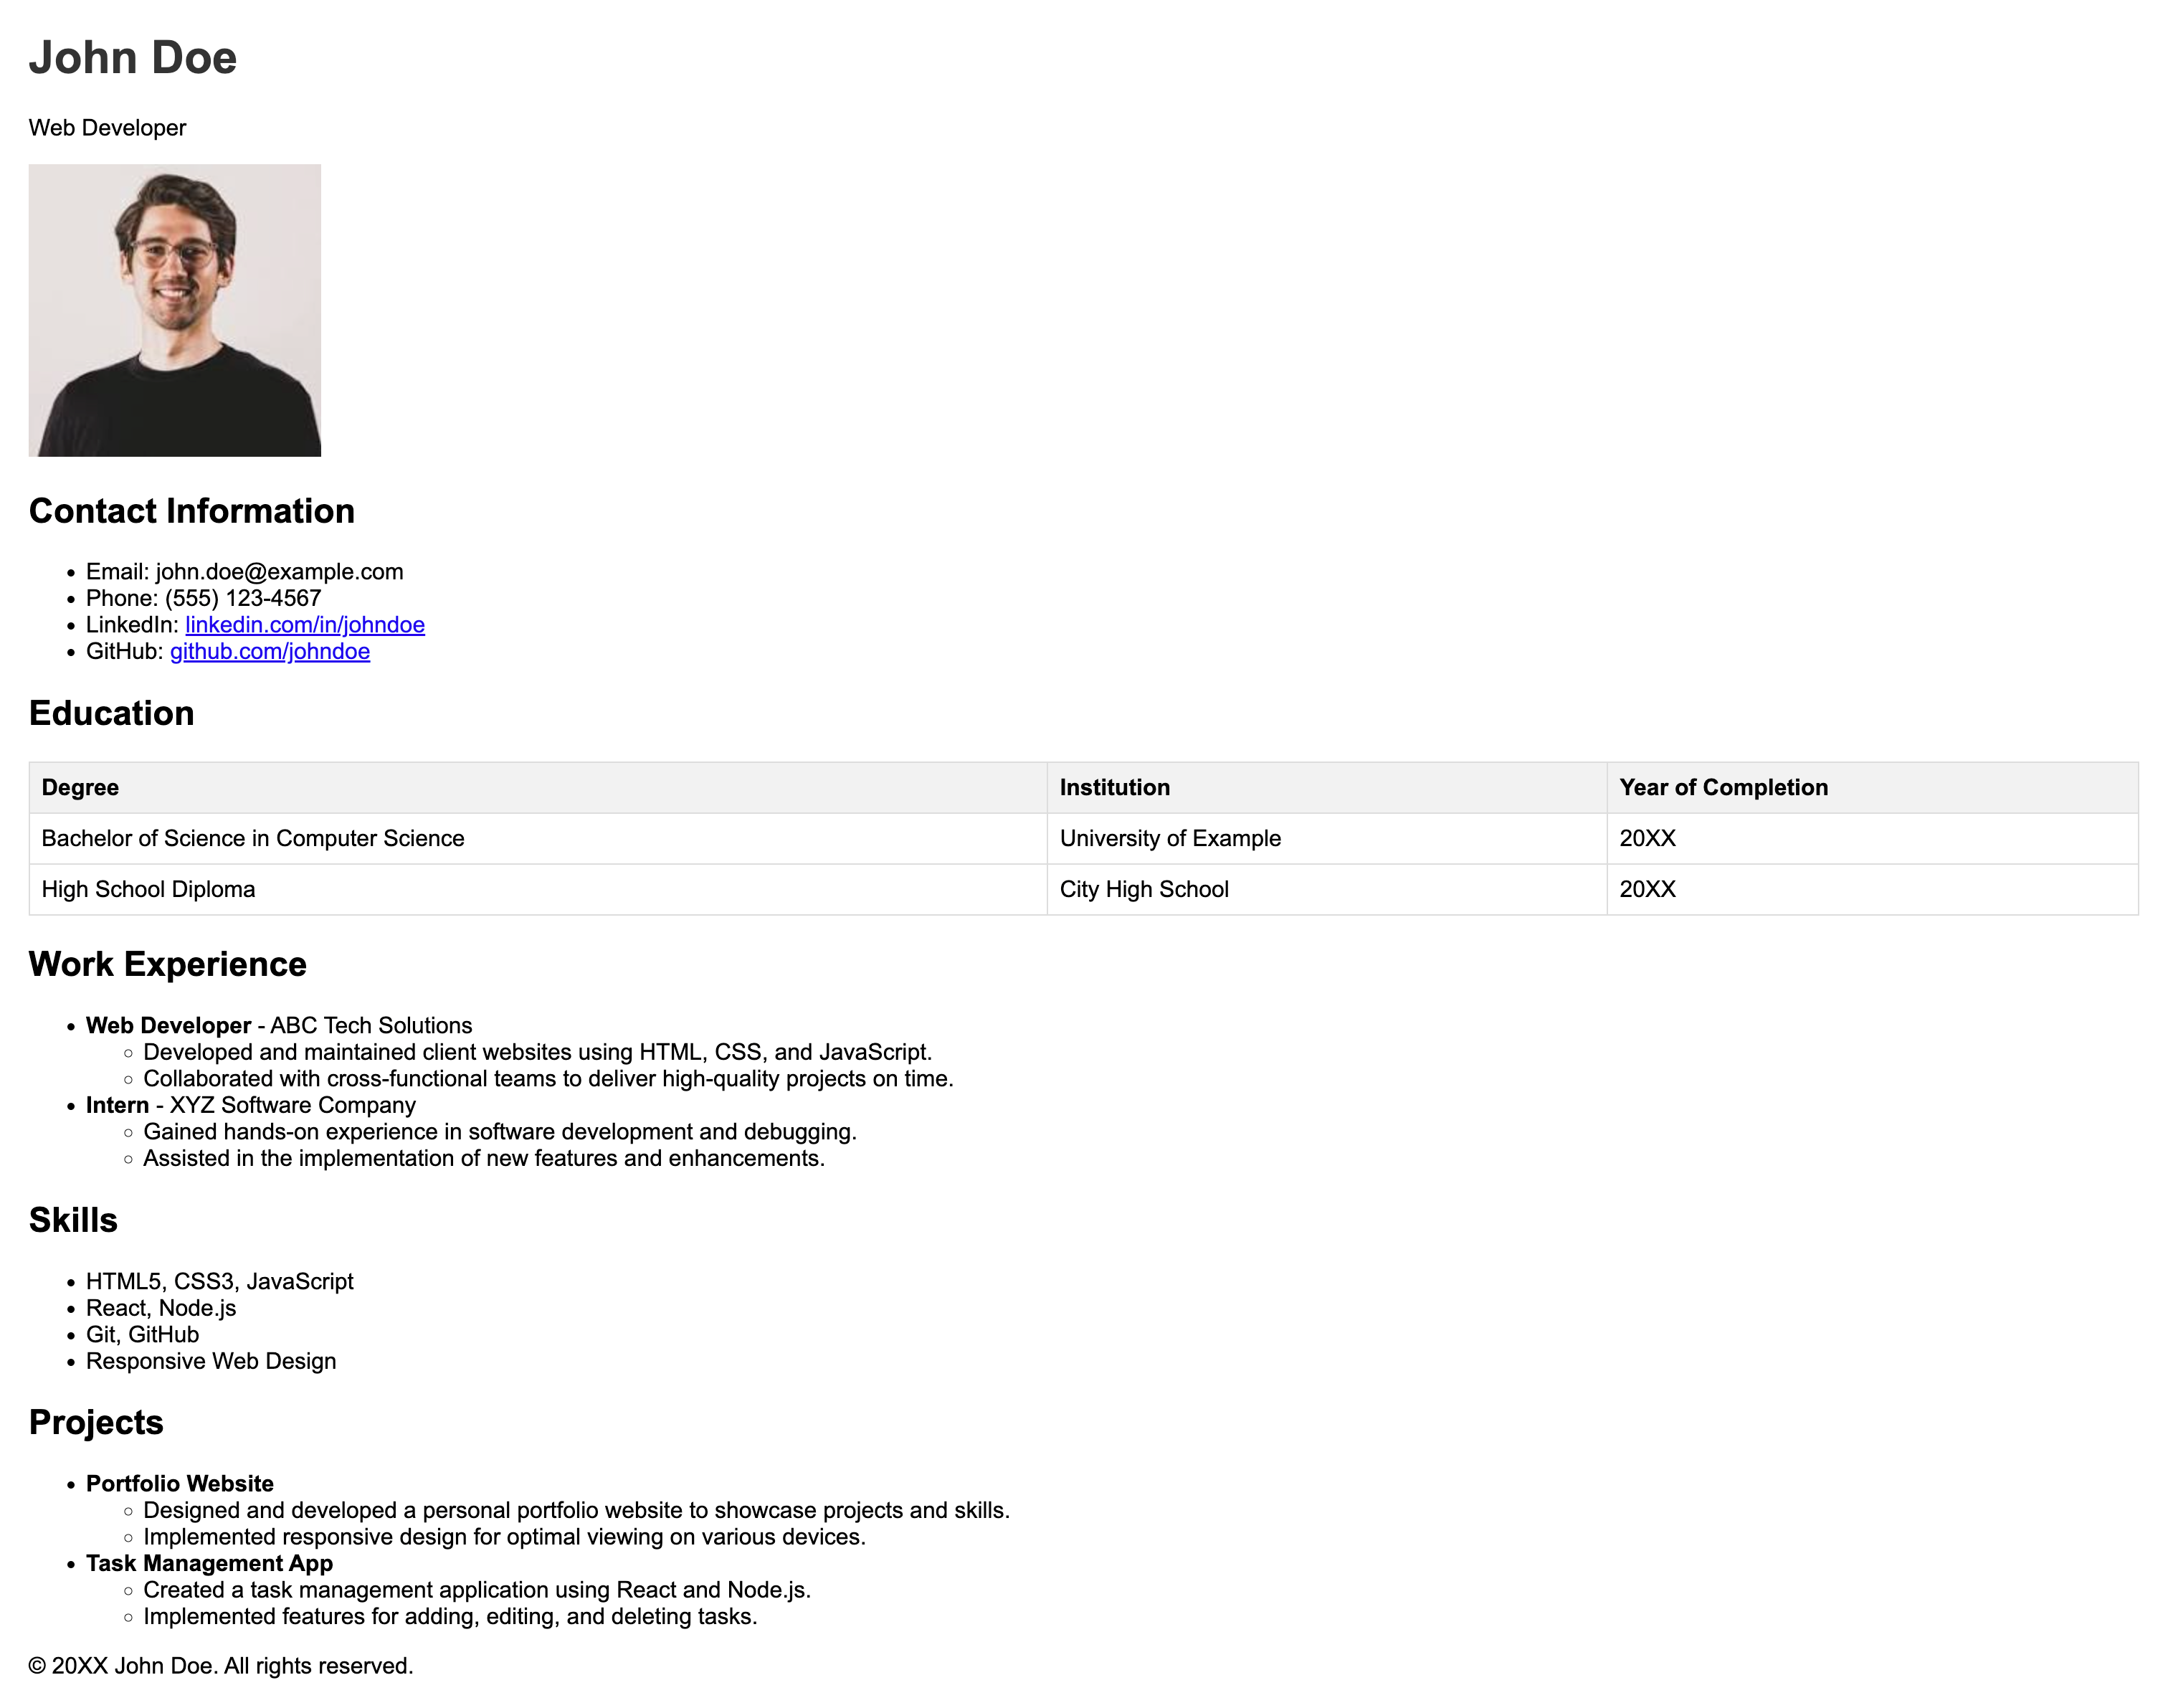 John Doe
Web Developer
Contact Information
Email: john.doe@example.com
Phone: (555) 123-4567
LinkedIn: linkedin.com/in/johndoe
GitHub: github.com/johndoe
Education
Degree Institution Year of Completion
Bachelor of Science in Computer Science University of Example 20XX
High School Diploma City High School 20XX
Work Experience
Web Developer - ABC Tech Solutions
Developed and maintained client websites using HTML, CSS, and JavaScript.
Collaborated with cross-functional teams to deliver high-quality projects on time.
Intern - XYZ Software Company
Gained hands-on experience in software development and debugging.
Assisted in the implementation of new features and enhancements.
Skills
HTML5, CSS3, JavaScript
React, Node.js
Git, GitHub
Responsive Web Design
Projects
Portfolio Website
Designed and developed a personal portfolio website to showcase projects and skills.
Implemented responsive design for optimal viewing on various devices.
Task Management App
Created a task management application using React and Node.js.
Implemented features for adding, editing, and deleting tasks.
© 20XX John Doe. All rights reserved.